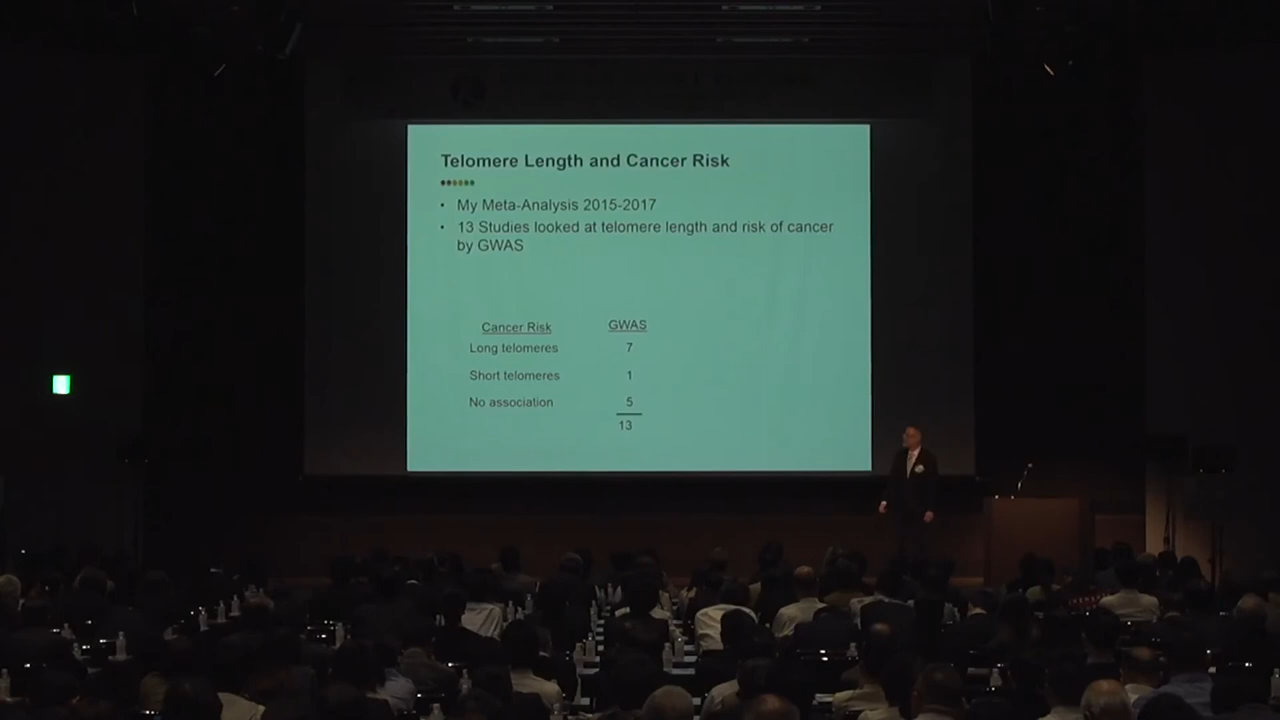 Telomere Length and Cancer Risk
• My Meta-Analysis 2015-2017
• 13 Studies looked at telomere length and risk of cancer
by GWAS
Cancer Risk GWAS
Long telomeres 7
Short telomeres 1
No association 5
13